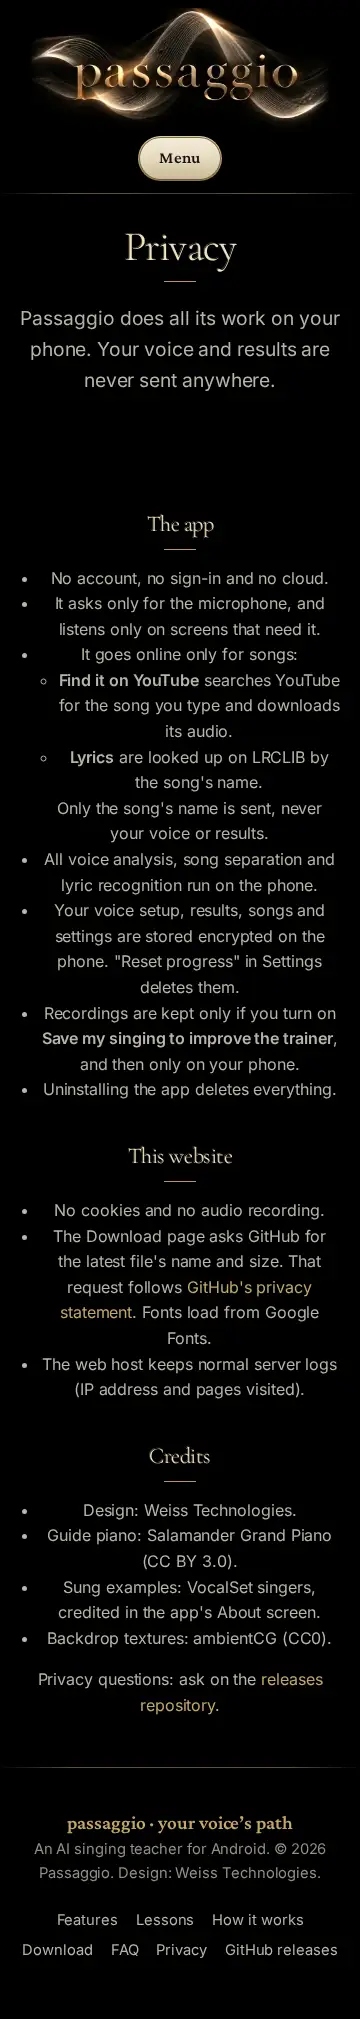 passaggio
Menu
Privacy
Passaggio does all its work on your
phone. Your voice and results are
never sent anywhere.
The app
• No account, no sign-in and no cloud.
• It asks only for the microphone, and
listens only on screens that need it.
• It goes online only for songs:
◦ Find it on YouTube searches YouTube
for the song you type and downloads
its audio.
◦ Lyrics are looked up on LRCLIB by
the song's name.
Only the song's name is sent, never
your voice or results.
• All voice analysis, song separation and
lyric recognition run on the phone.
• Your voice setup, results, songs and
settings are stored encrypted on the
phone. "Reset progress" in Settings
deletes them.
• Recordings are kept only if you turn on
Save my singing to improve the trainer,
and then only on your phone.
• Uninstalling the app deletes everything.
This website
• No cookies and no audio recording.
• The Download page asks GitHub for
the latest file's name and size. That
request follows GitHub's privacy
statement. Fonts load from Google
Fonts.
• The web host keeps normal server logs
(IP address and pages visited).
Credits
• Design: Weiss Technologies.
• Guide piano: Salamander Grand Piano
(CC BY 3.0).
• Sung examples: VocalSet singers,
credited in the app's About screen.
• Backdrop textures: ambientCG (CC0).
Privacy questions: ask on the releases
repository.
passaggio · your voice’s path
An AI singing teacher for Android. © 2026
Passaggio. Design: Weiss Technologies.
Features Lessons How it works
Download FAQ Privacy GitHub releases